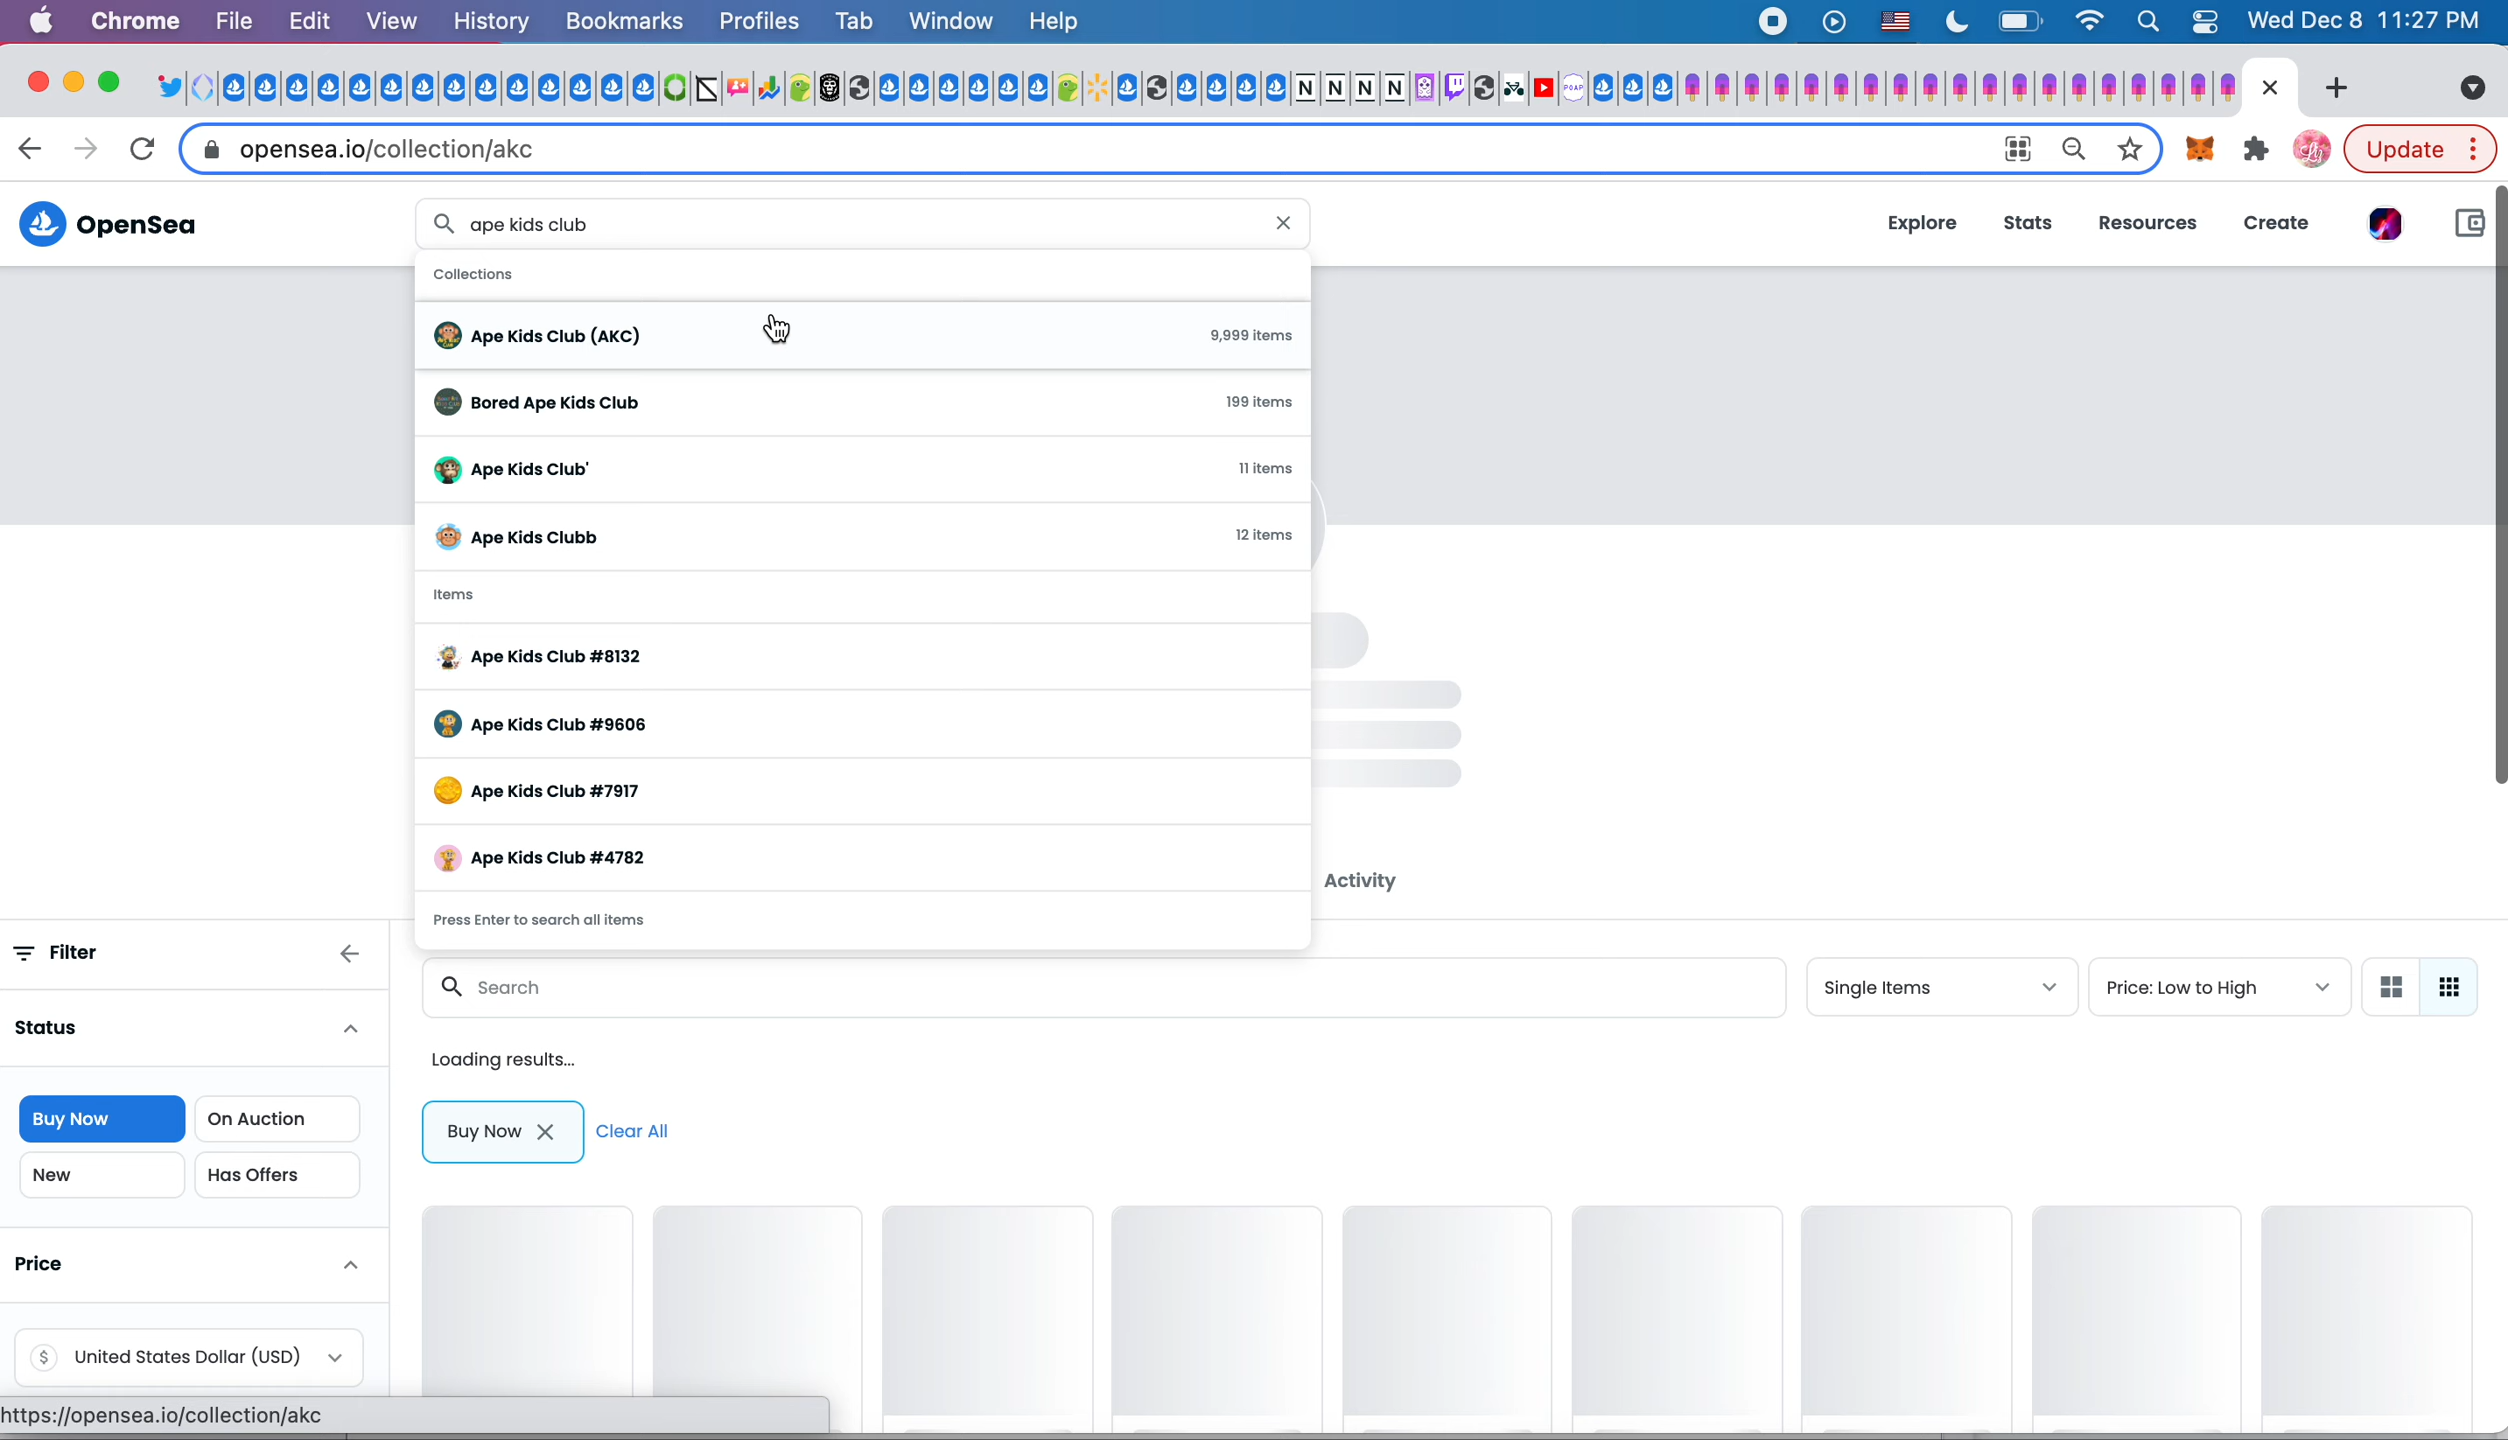 Chrome File Edit View History Bookmarks Profiles Tab Window Help Wed Dec 8 11:27 PM
N N N N POAP
opensea.io/collection/akc Update
OpenSea ape kids club Explore Stats Resources Create
Collections
Ape Kids Club (AKC) 9,999 items
Bored Ape Kids Club 199 items
Ape Kids Club' 11 items
Ape Kids Clubb 12 items
Items
Ape Kids Club #8132
Ape Kids Club #9606
Ape Kids Club #7917
Ape Kids Club #4782
Activity
Press Enter to search all items
Filter
Search Single Items Price: Low to High
Status
Loading results...
Buy Now On Auction
Buy Now Clear All
New Has Offers
Price
$ United States Dollar (USD)
https://opensea.io/collection/akc